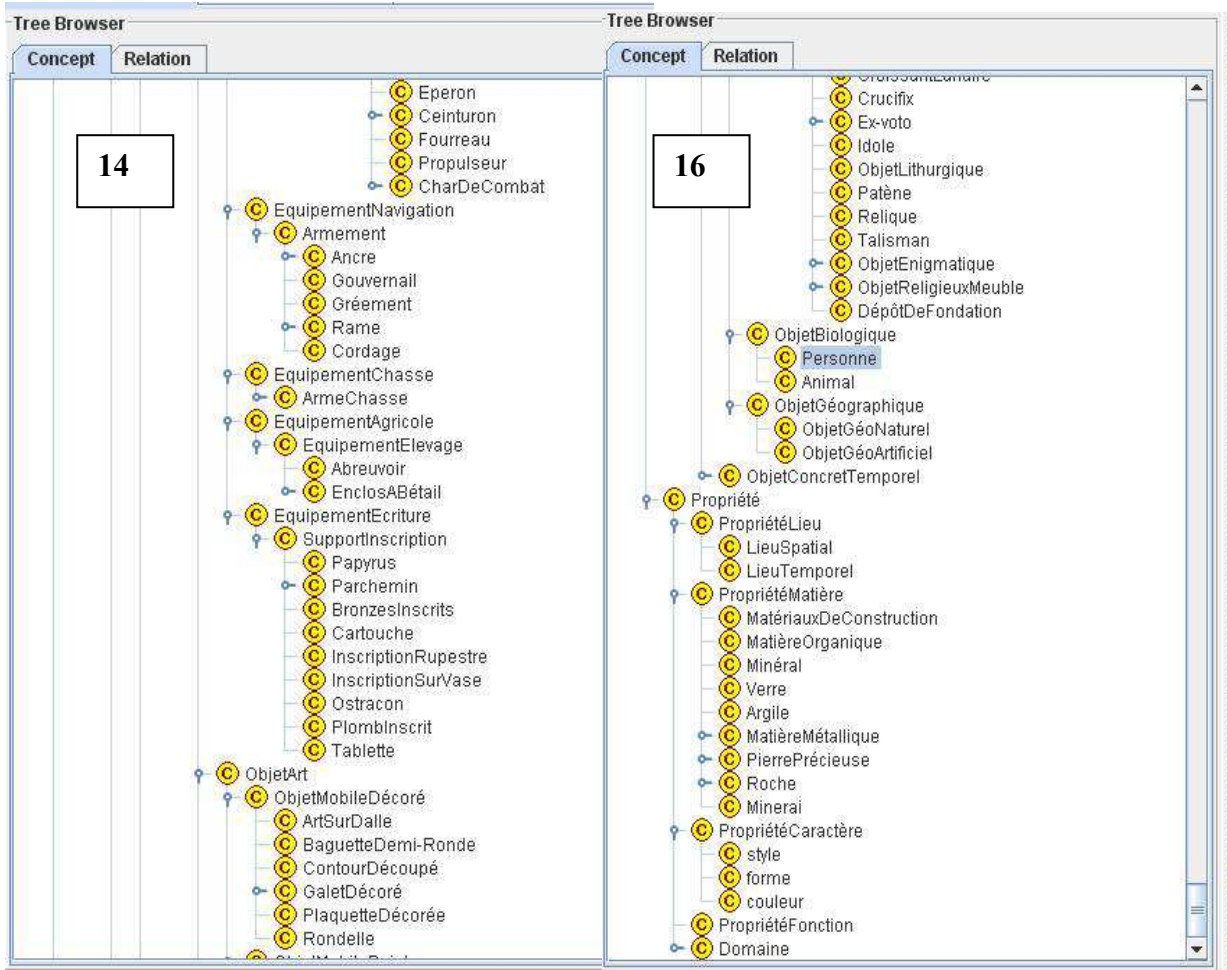 Tree Browser
Concept Relation
14
Eperon
Ceinturon
Fourreau
Propulseur
CharDeCombat
EquipementNavigation
Armement
Ancre
Gouvernail
Gréement
Rame
Cordage
EquipementChasse
ArmeChasse
EquipementAgricole
EquipementElevage
Abreuvoir
EnclosABétail
EquipementEcriture
SupportInscription
Papyrus
Parchemin
BronzesInscrits
Cartouche
InscriptionRupestre
InscriptionSurVase
Ostracon
PlombInscrit
Tablette
ObjetArt
ObjetMobileDécoré
ArtSurDalle
BaguetteDemi-Ronde
ContourDécoupé
GaletDécoré
PlaquetteDécorée
Rondelle
Tree Browser
Concept Relation
16
Crucifix
Ex-voto
Idole
ObjetLithurgique
Patène
Relique
Talisman
ObjetEnigmatique
ObjetReligieuxMeuble
DépôtDeFondation
ObjetBiologique
Personne
Animal
ObjetGéographique
ObjetGéoNaturel
ObjetGéoArtificiel
ObjetConcretTemporel
Propriété
PropriétéLieu
LieuSpatial
LieuTemporel
PropriétéMatière
MatériauxDeConstruction
MatièreOrganique
Minéral
Verre
Argile
MatièreMétallique
PierrePrécieuse
Roche
Minerai
PropriétéCaractère
style
forme
couleur
PropriétéFonction
Domaine